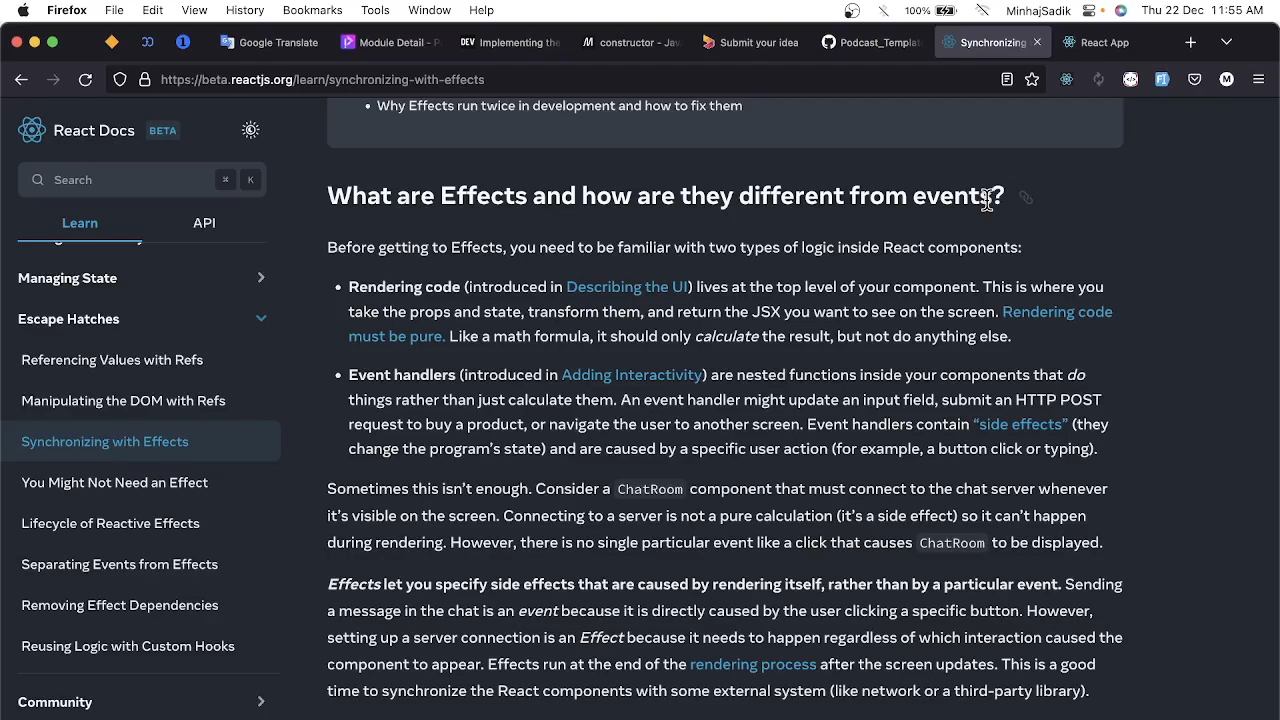 Firefox File Edit View History Bookmarks Tools Window Help 100% MinhajSadik Thu 22 Dec 11:55 AM
Google Translate Module Detail - P DEV Implementing the M constructor - Jav Submit your idea Podcast_Templat Synchronizing React App
https://beta.reactjs.org/learn/synchronizing-with-effects M
React Docs BETA
Search ⌘ K
Learn API
Managing State
Escape Hatches
Referencing Values with Refs
Manipulating the DOM with Refs
Synchronizing with Effects
You Might Not Need an Effect
Lifecycle of Reactive Effects
Separating Events from Effects
Removing Effect Dependencies
Reusing Logic with Custom Hooks
Community
• Why Effects run twice in development and how to fix them
What are Effects and how are they different from events?
Before getting to Effects, you need to be familiar with two types of logic inside React components:
• Rendering code (introduced in Describing the UI) lives at the top level of your component. This is where you
take the props and state, transform them, and return the JSX you want to see on the screen. Rendering code
must be pure. Like a math formula, it should only calculate the result, but not do anything else.
• Event handlers (introduced in Adding Interactivity) are nested functions inside your components that do
things rather than just calculate them. An event handler might update an input field, submit an HTTP POST
request to buy a product, or navigate the user to another screen. Event handlers contain “side effects” (they
change the program’s state) and are caused by a specific user action (for example, a button click or typing).
Sometimes this isn’t enough. Consider a ChatRoom component that must connect to the chat server whenever
it’s visible on the screen. Connecting to a server is not a pure calculation (it’s a side effect) so it can’t happen
during rendering. However, there is no single particular event like a click that causes ChatRoom to be displayed.
Effects let you specify side effects that are caused by rendering itself, rather than by a particular event. Sending
a message in the chat is an event because it is directly caused by the user clicking a specific button. However,
setting up a server connection is an Effect because it needs to happen regardless of which interaction caused the
component to appear. Effects run at the end of the rendering process after the screen updates. This is a good
time to synchronize the React components with some external system (like network or a third-party library).